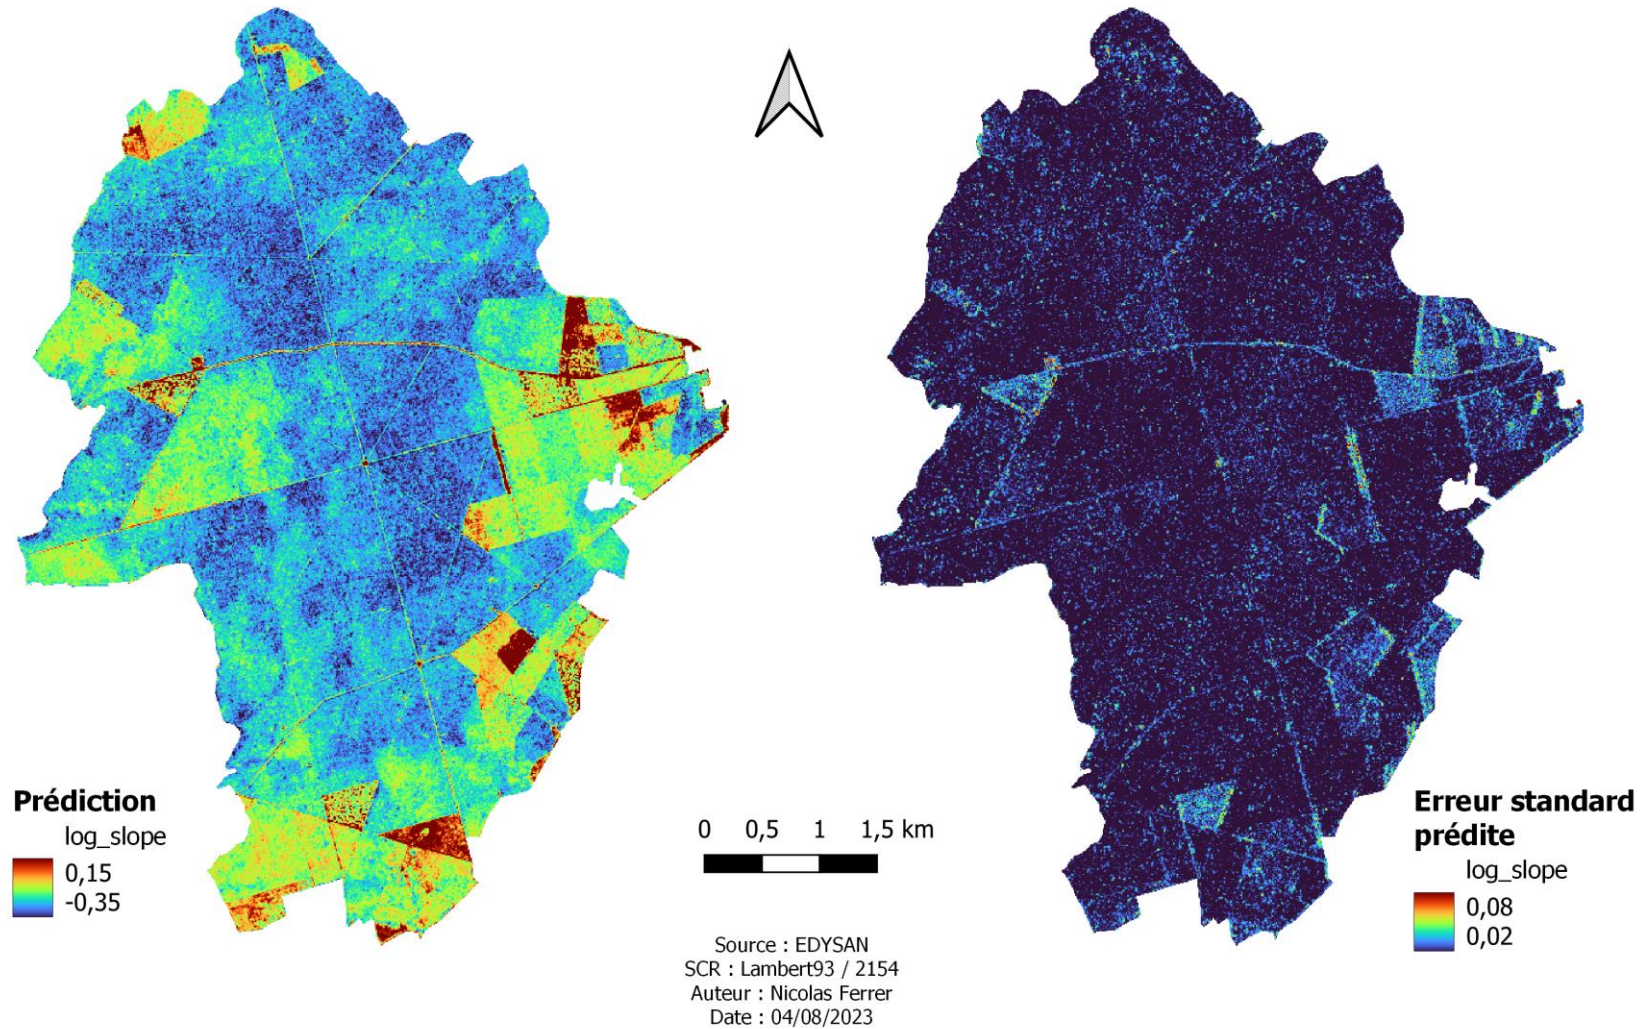 Prédiction
log_slope
0,15
-0,35
0 0,5 1 1,5 km
Erreur standard
prédite
log_slope
0,08
0,02
Source : EDYSAN
SCR : Lambert93 / 2154
Auteur : Nicolas Ferrer
Date : 04/08/2023